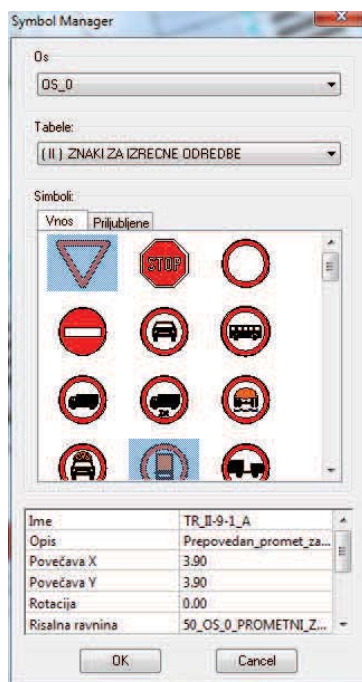 Symbol Manager
Os
OS_0
Tabele:
( II ) ZNAKI ZA IZRECNE ODREDBE
Simboli:
Vnos Priljubljene
STOP
Ime TR_II-9-1_A
Opis Prepovedan_promet_za...
Povečava X 3.90
Povečava Y 3.90
Rotacija 0.00
Risalna ravnina 50_OS_0_PROMETNI_Z...
OK Cancel